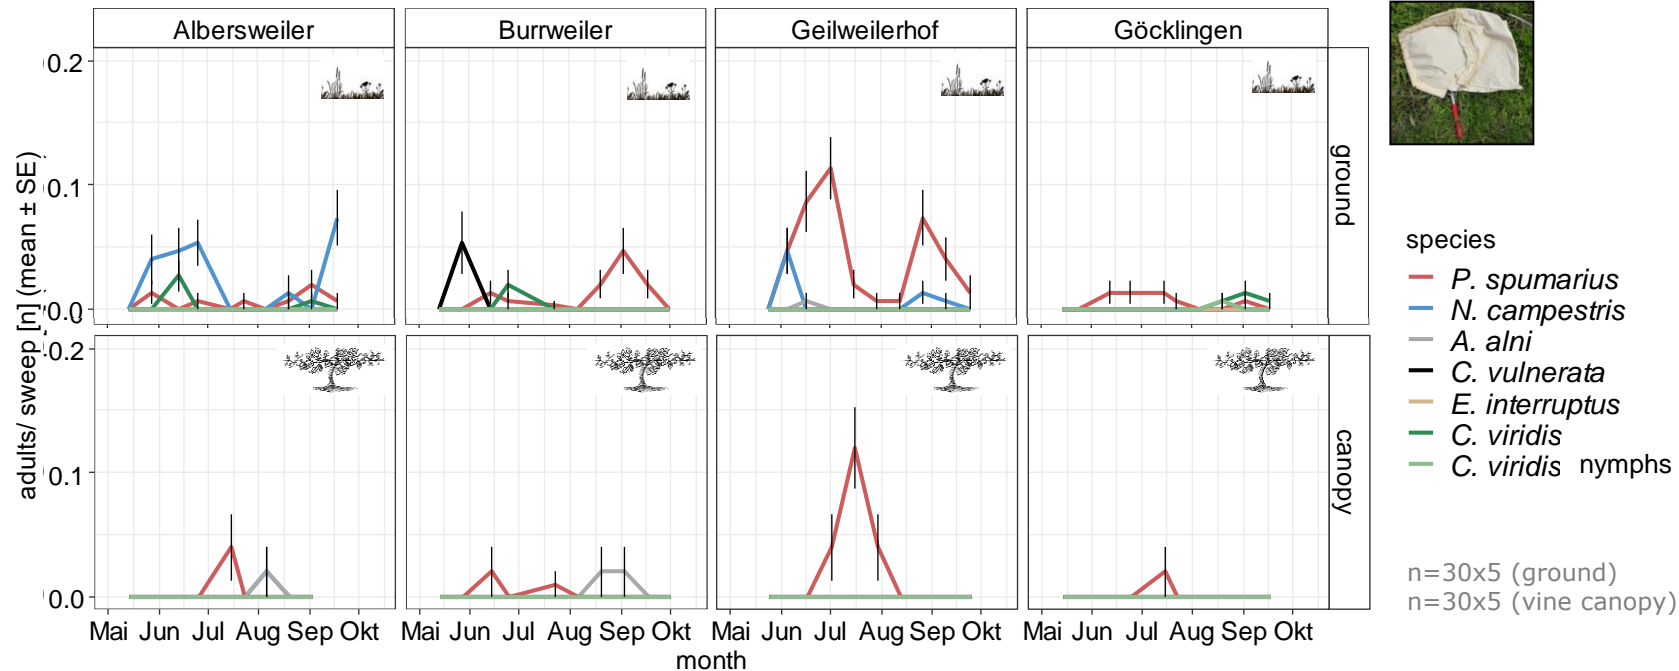 Albersweiler Burrweiler Geilweilerhof Göcklingen
adults/ sweep [n] (mean ± SE)
0.2
0.1
0.0
ground
0.2
0.1
0.0
canopy
Mai Jun Jul Aug Sep Okt Mai Jun Jul Aug Sep Okt Mai Jun Jul Aug Sep Okt Mai Jun Jul Aug Sep Okt
month
species
P. spumarius
N. campestris
A. alni
C. vulnerata
E. interruptus
C. viridis
C. viridis nymphs
n=30x5 (ground)
n=30x5 (vine canopy)